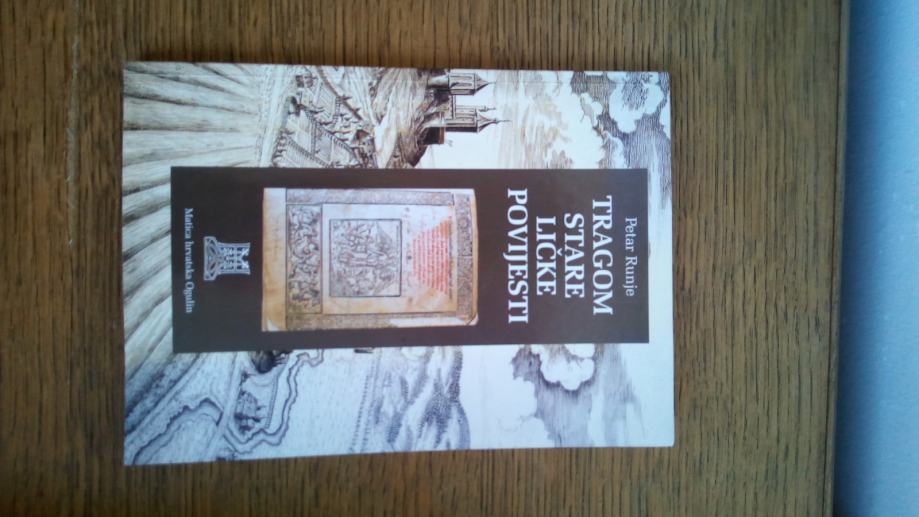 Petar Runje
TRAGOM
STARE
LIČKE
POVIJESTI
Matica hrvatska Ogulin